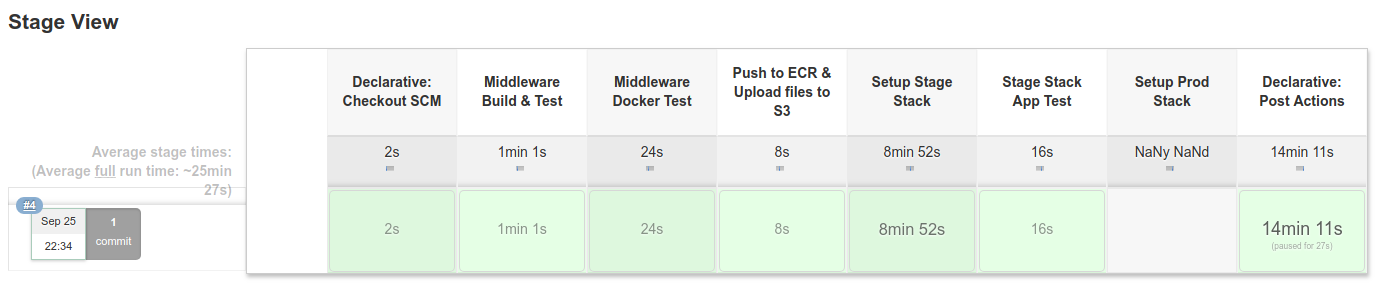 Stage View
Declarative:
Checkout SCM
Middleware
Build & Test
Middleware
Docker Test
Push to ECR &
Upload files to
S3
Setup Stage
Stack
Stage Stack
App Test
Setup Prod
Stack
Declarative:
Post Actions
Average stage times:
(Average full run time: ~25min
27s)
2s
1min 1s
24s
8s
8min 52s
16s
NaNy NaNd
14min 11s
#4
Sep 25
22:34
1
commit
2s
1min 1s
24s
8s
8min 52s
16s
14min 11s
(paused for 27s)